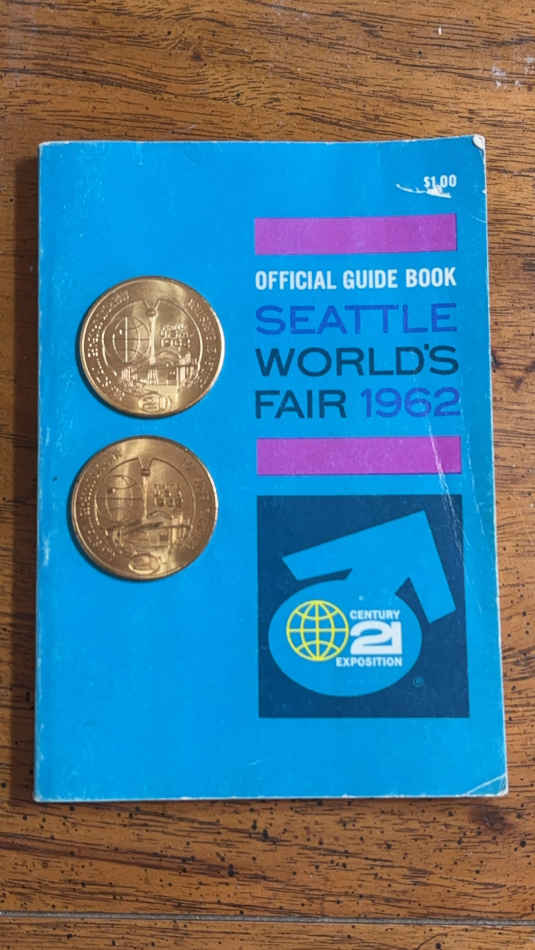 $1.00
OFFICIAL GUIDE BOOK
SEATTLE
WORLD'S
FAIR 1962
CENTURY
21
EXPOSITION
®